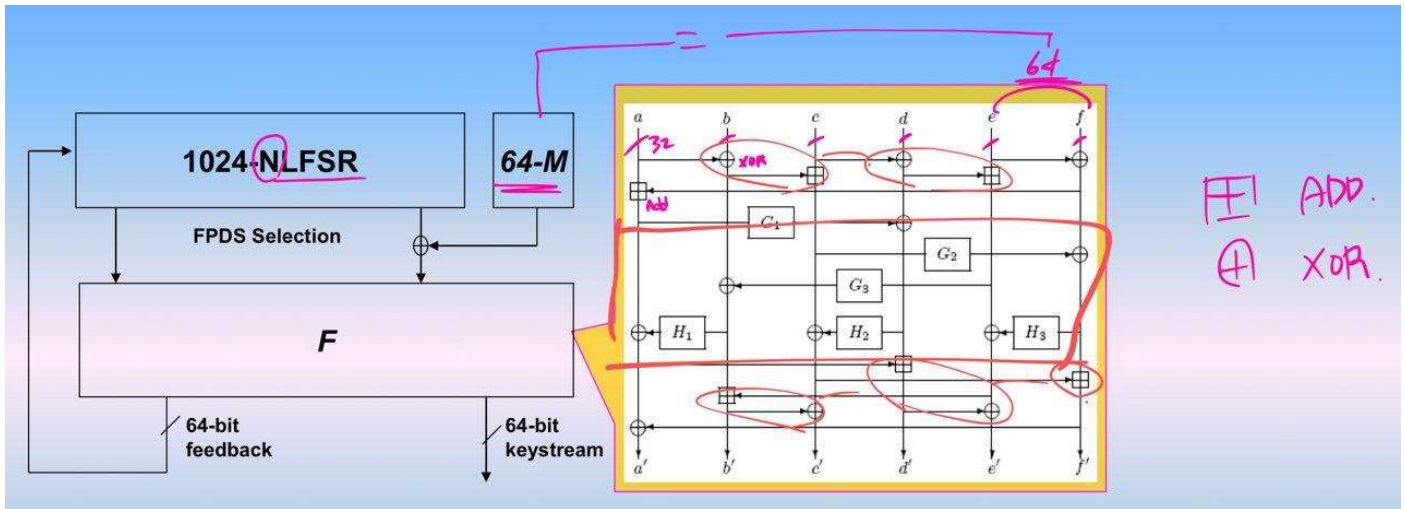 64
a b c d e f
32
1024-NLFSR
64-M
XOR
Add
FPDS Selection
G₁
G₂
G₃
F
H₁ H₂ H₃
64-bit feedback
64-bit keystream
a′ b′ c′ d′ e′ f′
ADD.
XOR.